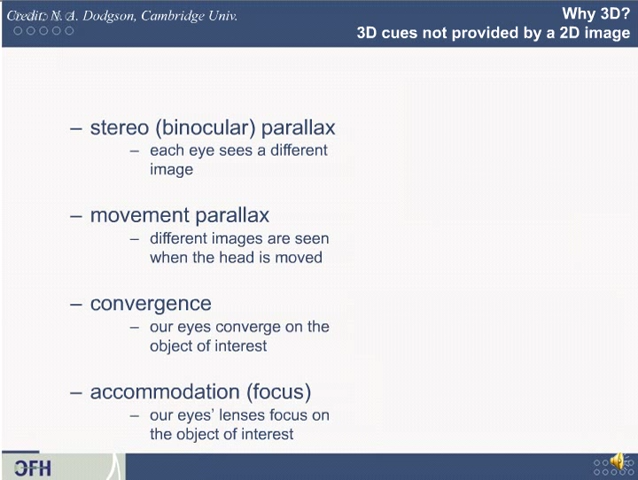 Credit: N. A. Dodgson, Cambridge Univ.
Why 3D?
3D cues not provided by a 2D image
– stereo (binocular) parallax
– each eye sees a different
image
– movement parallax
– different images are seen
when the head is moved
– convergence
– our eyes converge on the
object of interest
– accommodation (focus)
– our eyes' lenses focus on
the object of interest
OFH